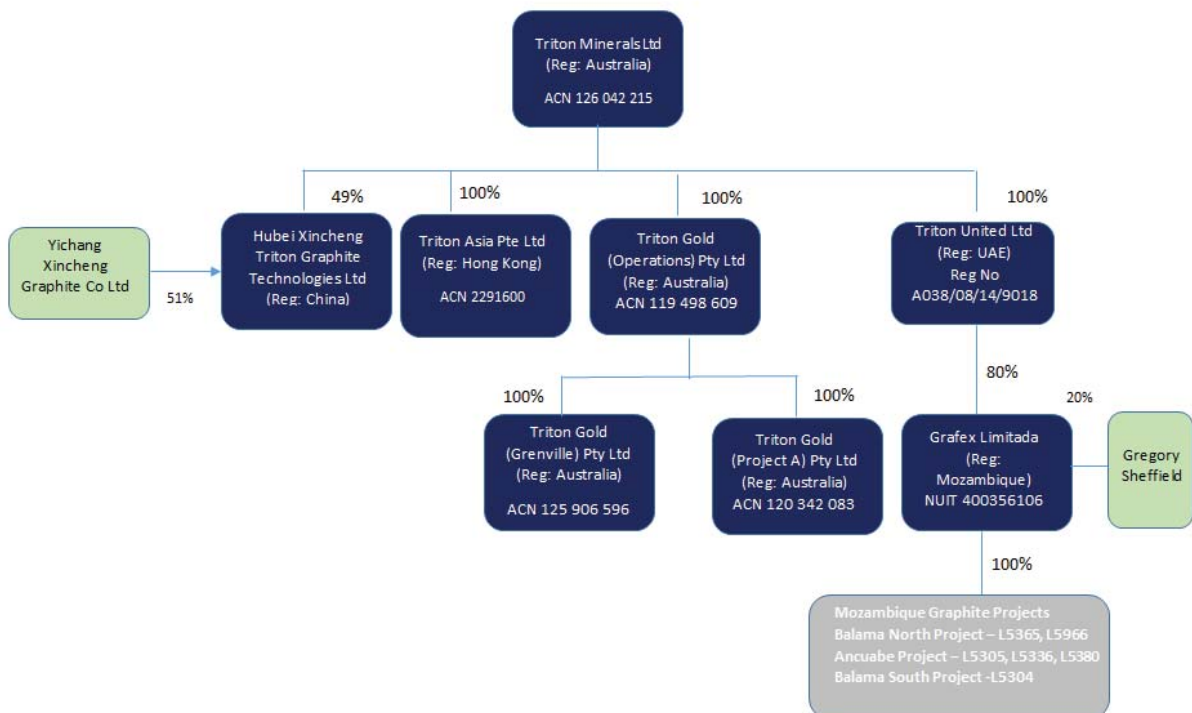 Triton Minerals Ltd
(Reg: Australia)
ACN 126 042 215
49%
100%
100%
100%
Yichang
Xincheng
Graphite Co Ltd
51%
Hubei Xincheng
Triton Graphite
Technologies Ltd
(Reg: China)
Triton Asia Pte Ltd
(Reg: Hong Kong)
ACN 2291600
Triton Gold
(Operations) Pty Ltd
(Reg: Australia)
ACN 119 498 609
Triton United Ltd
(Reg: UAE)
Reg No
A038/08/14/9018
100%
100%
80%
20%
Triton Gold
(Grenville) Pty Ltd
(Reg: Australia)
ACN 125 906 596
Triton Gold
(Project A) Pty Ltd
(Reg: Australia)
ACN 120 342 083
Grafex Limitada
(Reg:
Mozambique)
NUIT 400356106
Gregory
Sheffield
100%
Mozambique Graphite Projects
Balama North Project – L5365, L5966
Ancuabe Project – L5305, L5336, L5380
Balama South Project -L5304